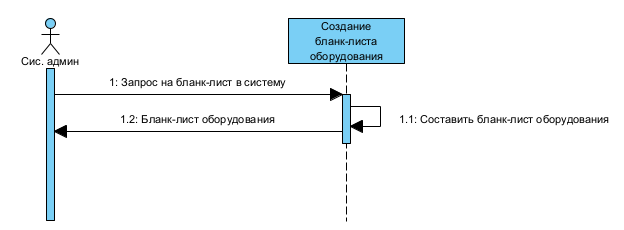 Создание
бланк-листа
оборудования
Сис. админ
1: Запрос на бланк-лист в систему
1.2: Бланк-лист оборудования
1.1: Составить бланк-лист оборудования